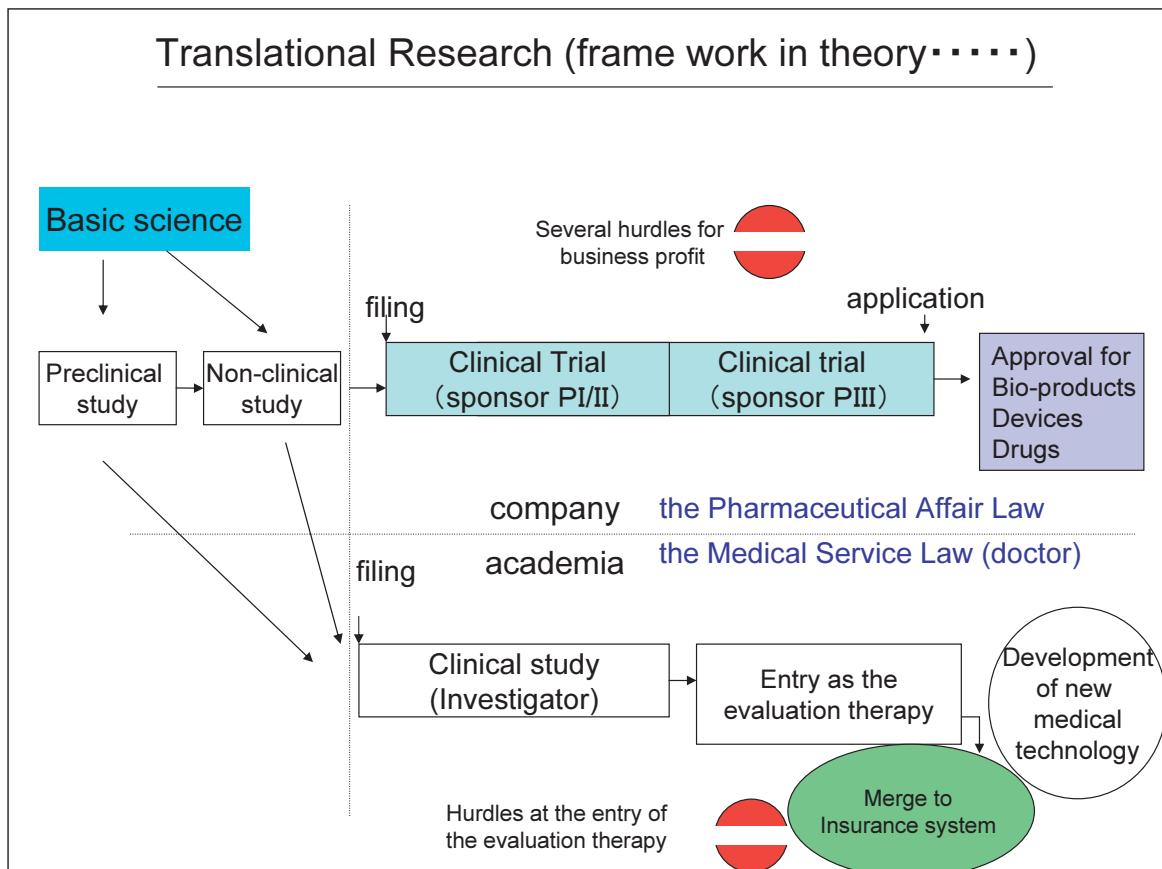 Translational Research (frame work in theory・・・・・)
Basic science
Several hurdles for
business profit
filing
application
Preclinical
study
Non-clinical
study
Clinical Trial
（sponsor PI/II）
Clinical trial
（sponsor PIII）
Approval for
Bio-products
Devices
Drugs
company
the Pharmaceutical Affair Law
academia
the Medical Service Law (doctor)
filing
Clinical study
(Investigator)
Entry as the
evaluation therapy
Development
of new
medical
technology
Hurdles at the entry of
the evaluation therapy
Merge to
Insurance system